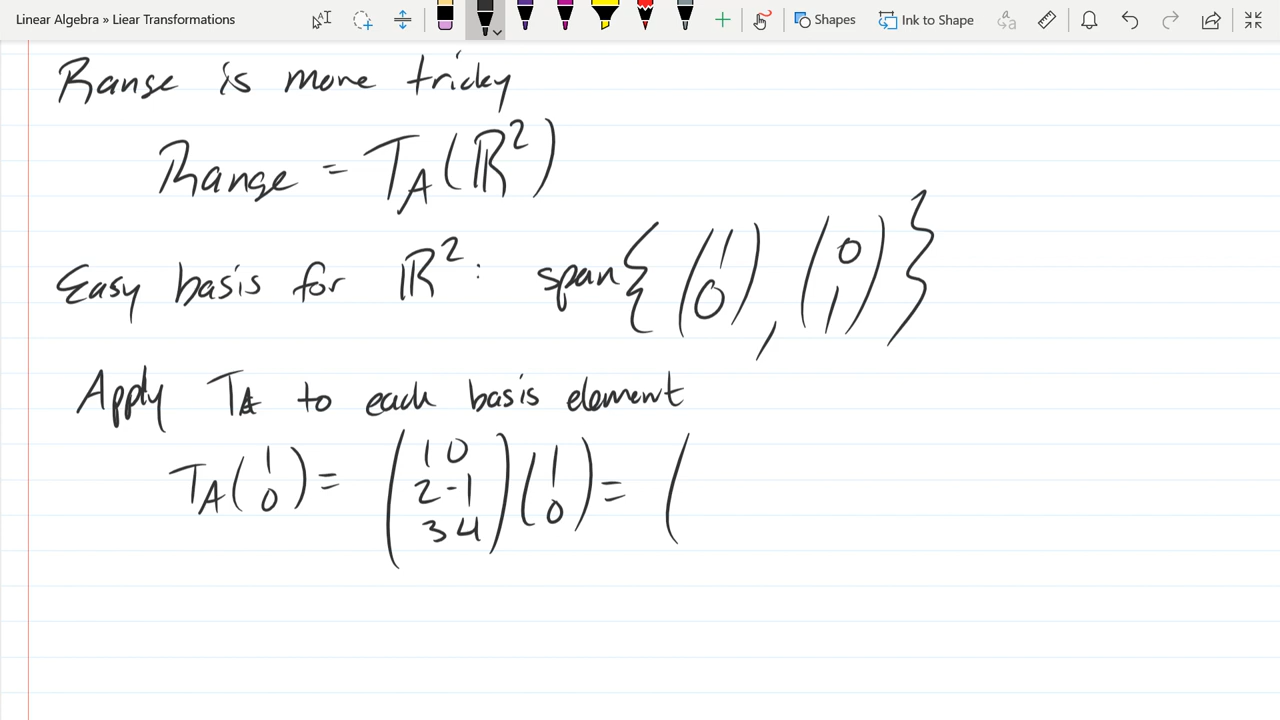 Linear Algebra » Liear Transformations
Shapes
Ink to Shape
Range is more tricky
Range = T_A(ℝ²)
Easy basis for ℝ²: span{(1 0), (0 1)}
Apply T_A to each basis element
T_A(1 0) = (1 0 2 -1 3 4)(1 0) = (